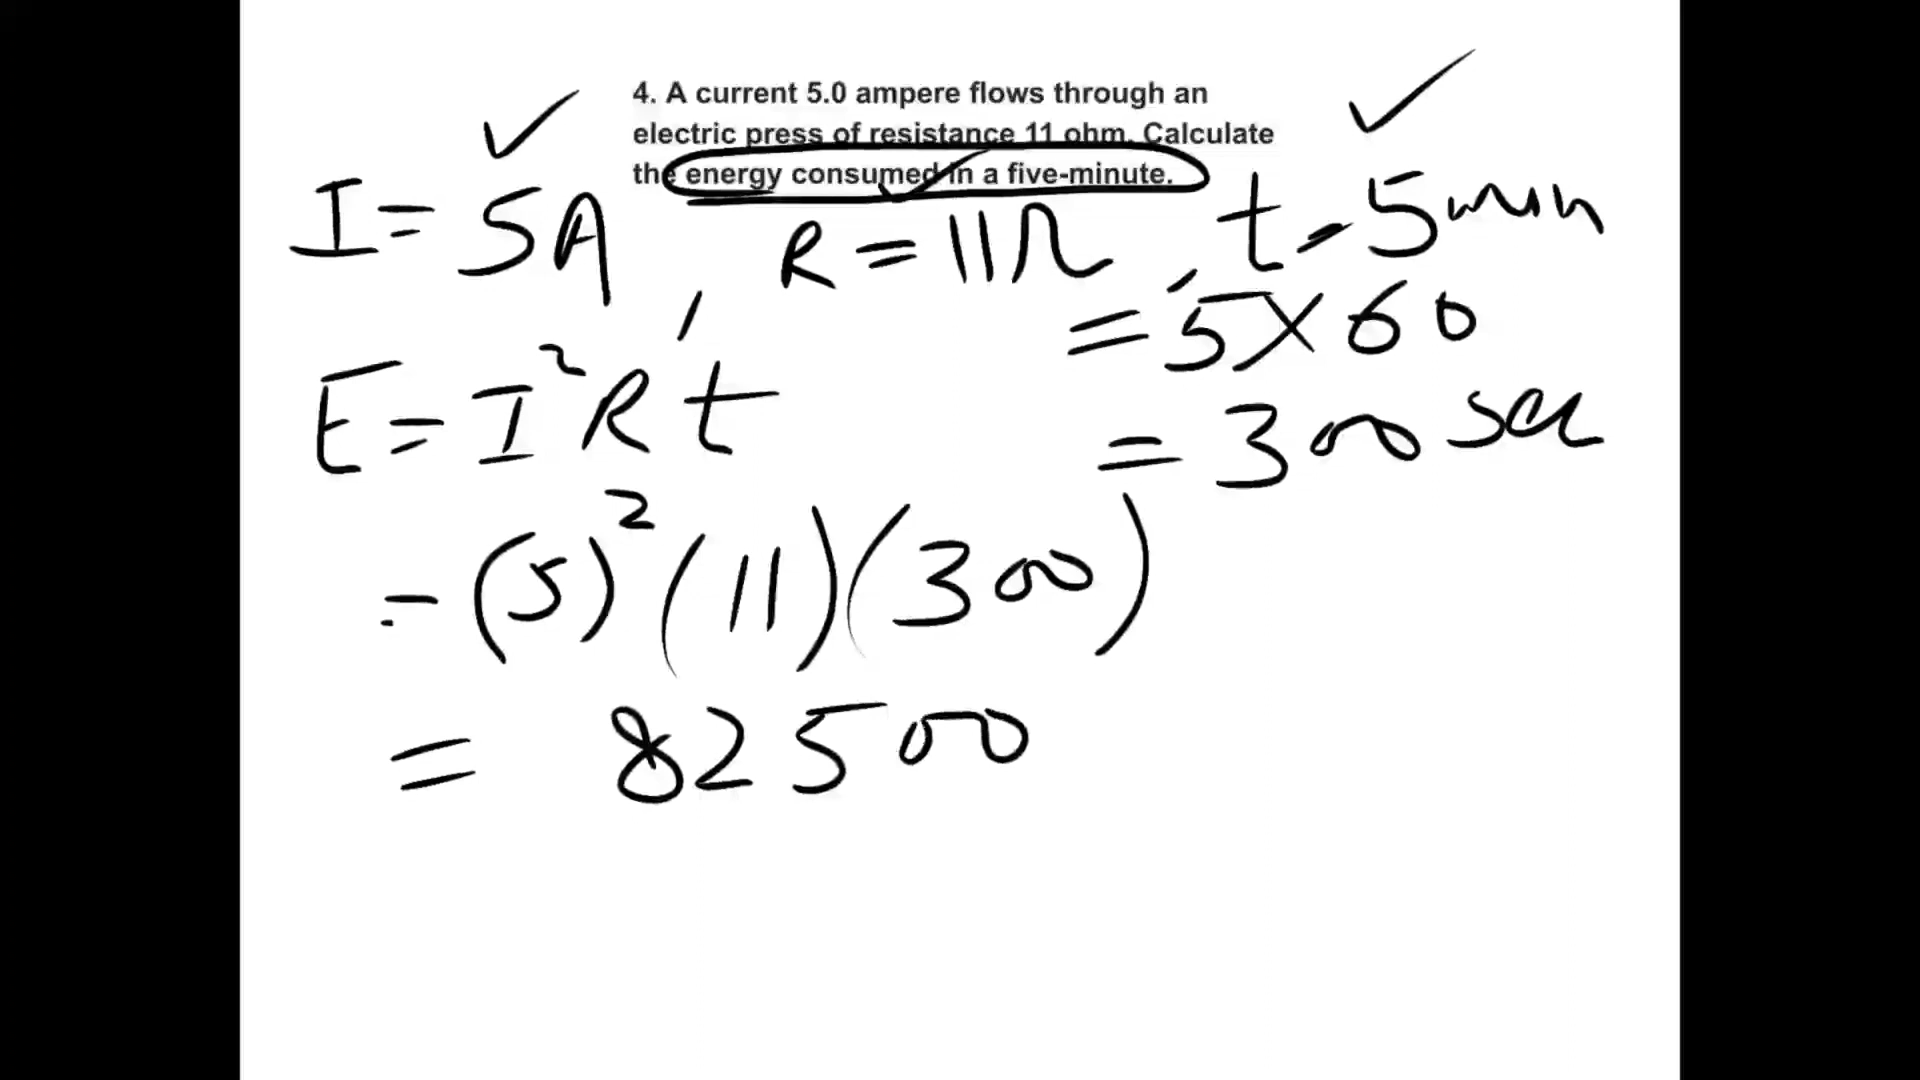 4. A current 5.0 ampere flows through an
electric press of resistance 11 ohm. Calculate
the energy consumed in a five-minute.
I = 5A, R = 11Ω, t = 5min
= 5 X 60
= 300 sec
E = I²Rt
= (5)² (11) (300)
= 82500